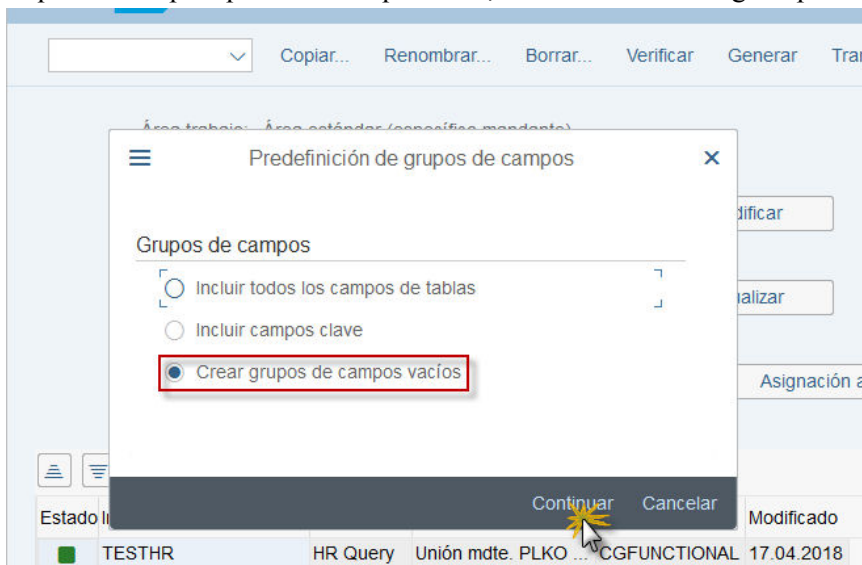 Copiar... Renombrar... Borrar... Verificar Generar
Predefinición de grupos de campos
Grupos de campos
Incluir todos los campos de tablas
Incluir campos clave
Crear grupos de campos vacíos
Asignación
Continuar Cancelar
Estado Modificado
TESTHR HR Query Unión mdte. PLKO ... CGFUNCTIONAL 17.04.2018